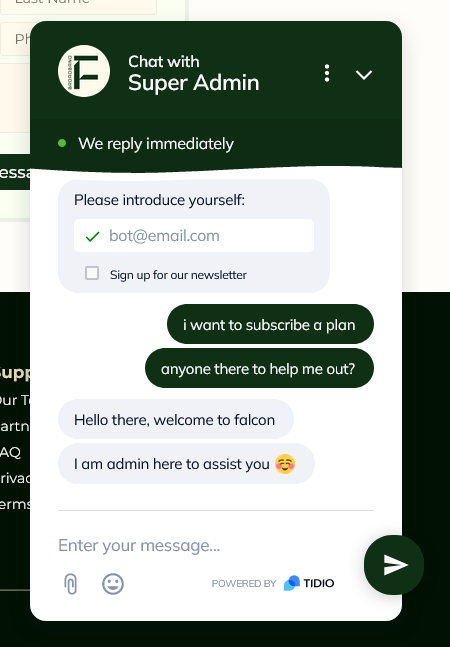 Last Name
Ph
Chat with
Super Admin
We reply immediately
essa
Please introduce yourself:
bot@email.com
Sign up for our newsletter
i want to subscribe a plan
anyone there to help me out?
Hello there, welcome to falcon
I am admin here to assist you ☺️
Supp
Our Te
artn
AQ
rivac
erms
Enter your message...
POWERED BY TIDIO